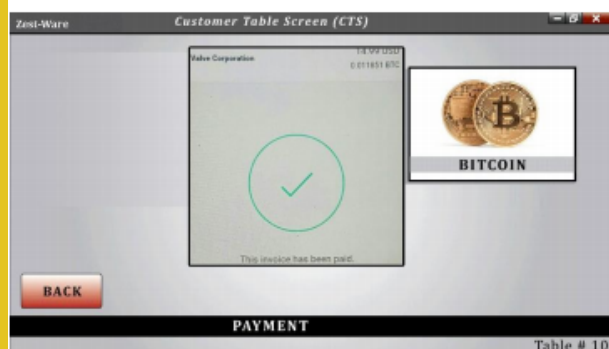 Zest-Ware
Customer Table Screen (CTS)
14.99 USD
Valve Corporation
0.011651 BTC
BITCOIN
This invoice has been paid.
BACK
PAYMENT
Table # 10